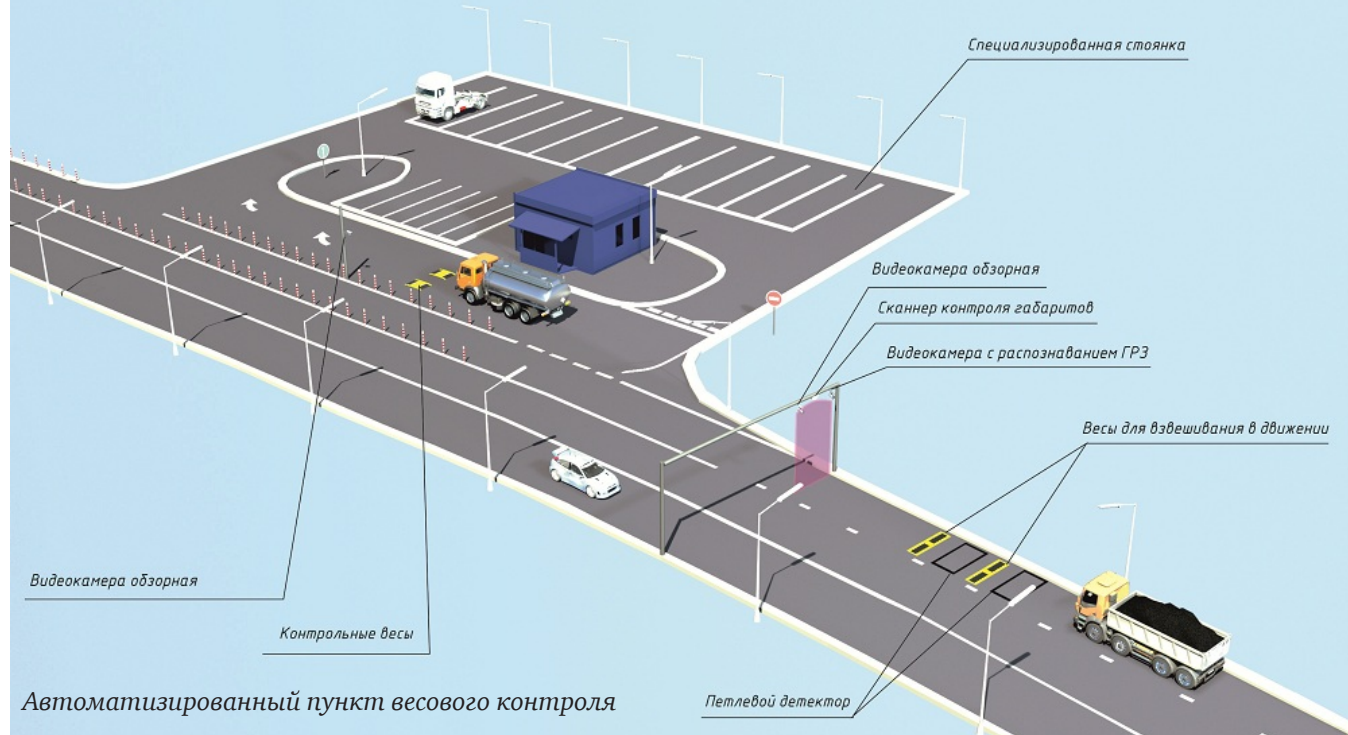 Специализированная стоянка
Видеокамера обзорная
Сканнер контроля габаритов
Видеокамера с распознаванием ГРЗ
Весы для взвешивания в движении
Видеокамера обзорная
Контрольные весы
Петлевой детектор
Автоматизированный пункт весового контроля